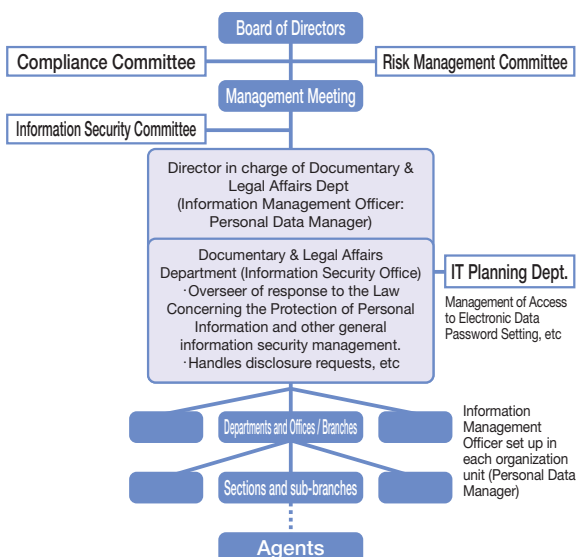 Board of Directors
Compliance Committee
Risk Management Committee
Management Meeting
Information Security Committee
Director in charge of Documentary &
Legal Affairs Dept
(Information Management Officer:
Personal Data Manager)
Documentary & Legal Affairs
Department (Information Security Office)
·Overseer of response to the Law
Concerning the Protection of Personal
Information and other general
information security management.
·Handles disclosure requests, etc
IT Planning Dept.
Management of Access
to Electronic Data
Password Setting, etc
Departments and Offices / Branches
Information
Management
Officer set up in
each organization
unit (Personal Data
Manager)
Sections and sub-branches
Agents